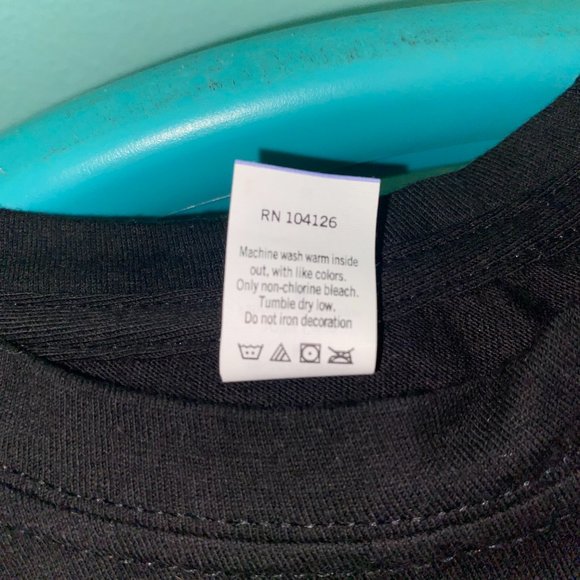 RN 104126
Machine wash warm inside
out, with like colors.
Only non-chlorine bleach.
Tumble dry low.
Do not iron decoration